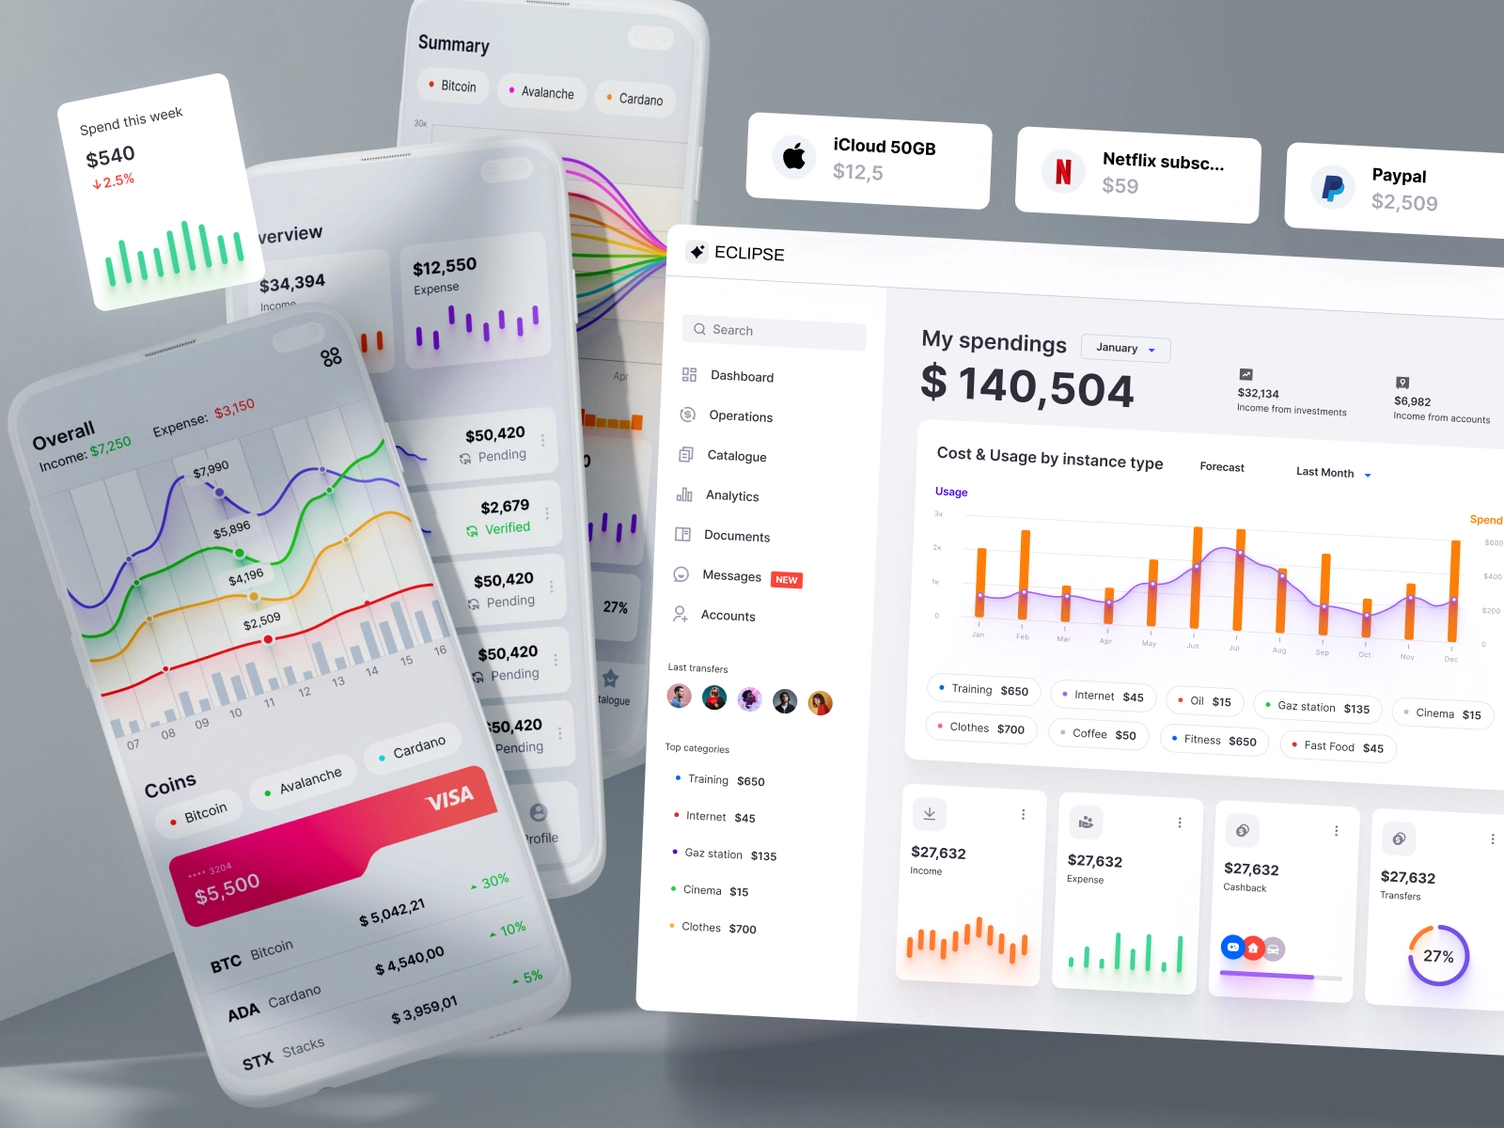 Spend this week
$540
2.5%
Summary
Bitcoin
Avalanche
Cardano
30x
Apr
27%
verview
$34,394
Income
$12,550
Expense
$50,420
Pending
$2,679
Verified
$50,420
Pending
$50,420
Pending
$50,420
Pending
Profile
talogue
Overall
Income: $7,250
Expense: $3,150
$7,990
$5,896
$4,196
$2,509
07
08
09
10
11
12
13
14
15
16
Coins
Bitcoin
Avalanche
Cardano
VISA
•••• 3204
$5,500
BTC Bitcoin $ 5,042,21 30%
ADA Cardano $ 4,540,00 10%
STX Stacks $ 3,959,01 5%
iCloud 50GB
$12,5
Netflix subsc...
$59
Paypal
$2,509
ECLIPSE
Search
Dashboard
Operations
Catalogue
Analytics
Documents
Messages NEW
Accounts
Last transfers
Top categories
Training $650
Internet $45
Gaz station $135
Cinema $15
Clothes $700
My spendings
January
$ 140,504
$32,134
Income from investments
$6,982
Income from accounts
Cost & Usage by instance type
Forecast
Last Month
Usage
Spend
3x
2x
1x
0
$600
$400
$200
0
Jan
Feb
Mar
Apr
May
Jun
Jul
Aug
Sep
Oct
Nov
Dec
Training $650
Internet $45
Oil $15
Gaz station $135
Cinema $15
Clothes $700
Coffee $50
Fitness $650
Fast Food $45
$27,632
Income
$27,632
Expense
$27,632
Cashback
$27,632
Transfers
27%